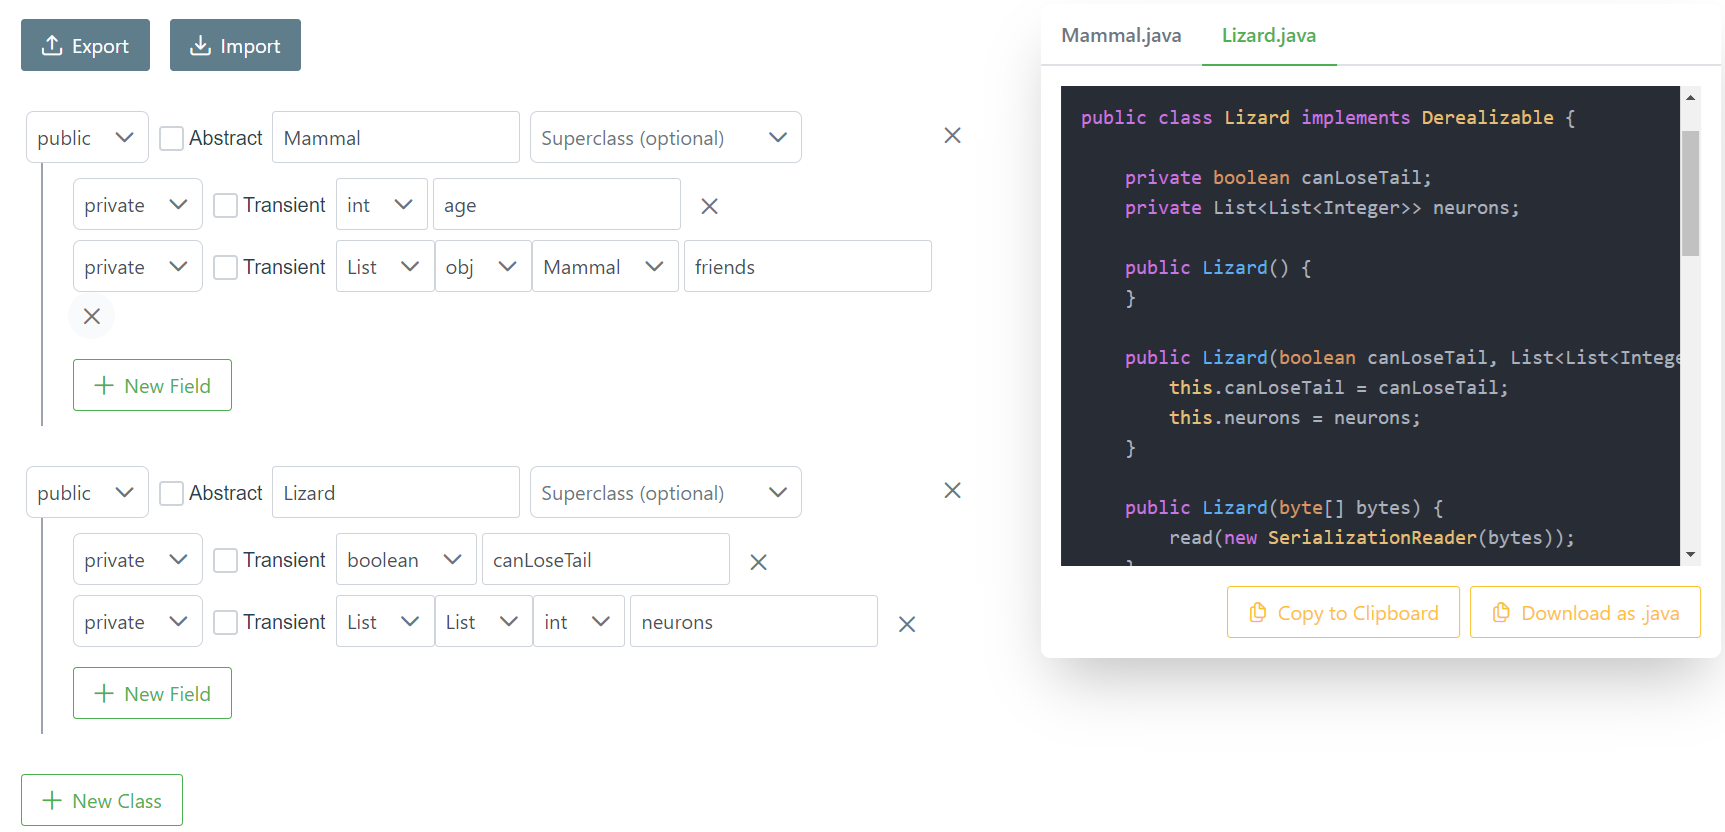 Export Import
public Abstract Mammal Superclass (optional)
private Transient int age
private Transient List obj Mammal friends
New Field
public Abstract Lizard Superclass (optional)
private Transient boolean canLoseTail
private Transient List List int neurons
New Field
New Class
Mammal.java Lizard.java
public class Lizard implements Derealizable {
private boolean canLoseTail;
private List<List<Integer>> neurons;
public Lizard() {
}
public Lizard(boolean canLoseTail, List<List<Intege
this.canLoseTail = canLoseTail;
this.neurons = neurons;
}
public Lizard(byte[] bytes) {
read(new SerializationReader(bytes));
}
Copy to Clipboard Download as .java